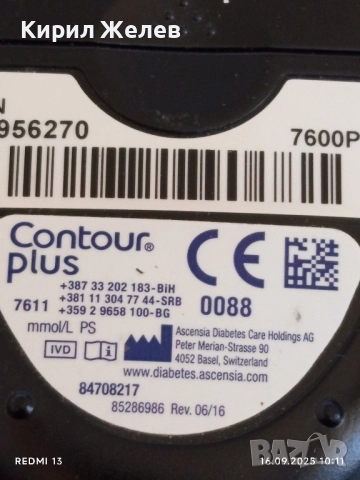 Кирил Желев
N
956270
7600P
Contour®
plus
+387 33 202 183-BiH
7611 +381 11 304 77 44-SRB
+359 2 9658 100-BG
0088
mmol/L PS
IVD
Ascensia Diabetes Care Holdings AG
Peter Merian-Strasse 90
4052 Basel, Switzerland
www.diabetes.ascensia.com
84708217
85286986 Rev. 06/16
BAZAR
REDMI 13
16.09.2025 10:11